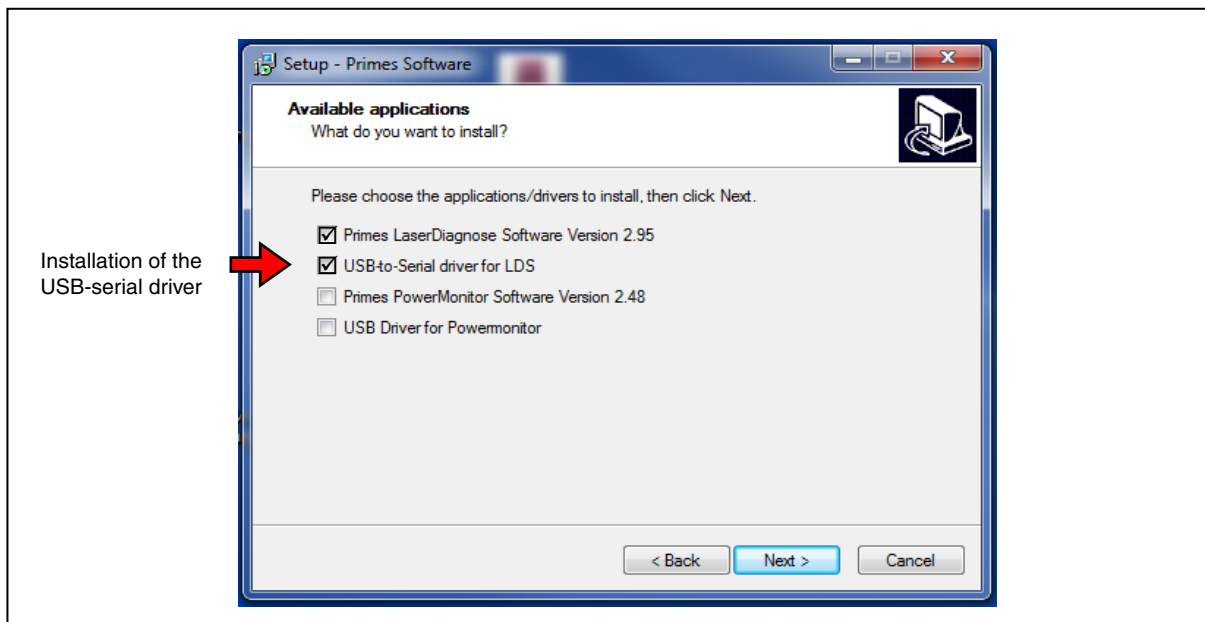 Setup - Primes Software
Available applications
What do you want to install?
Please choose the applications/drivers to install, then click Next.
Primes LaserDiagnose Software Version 2.95
Installation of the
USB-serial driver
USB-to-Serial driver for LDS
Primes PowerMonitor Software Version 2.48
USB Driver for Powermonitor
< Back
Next >
Cancel